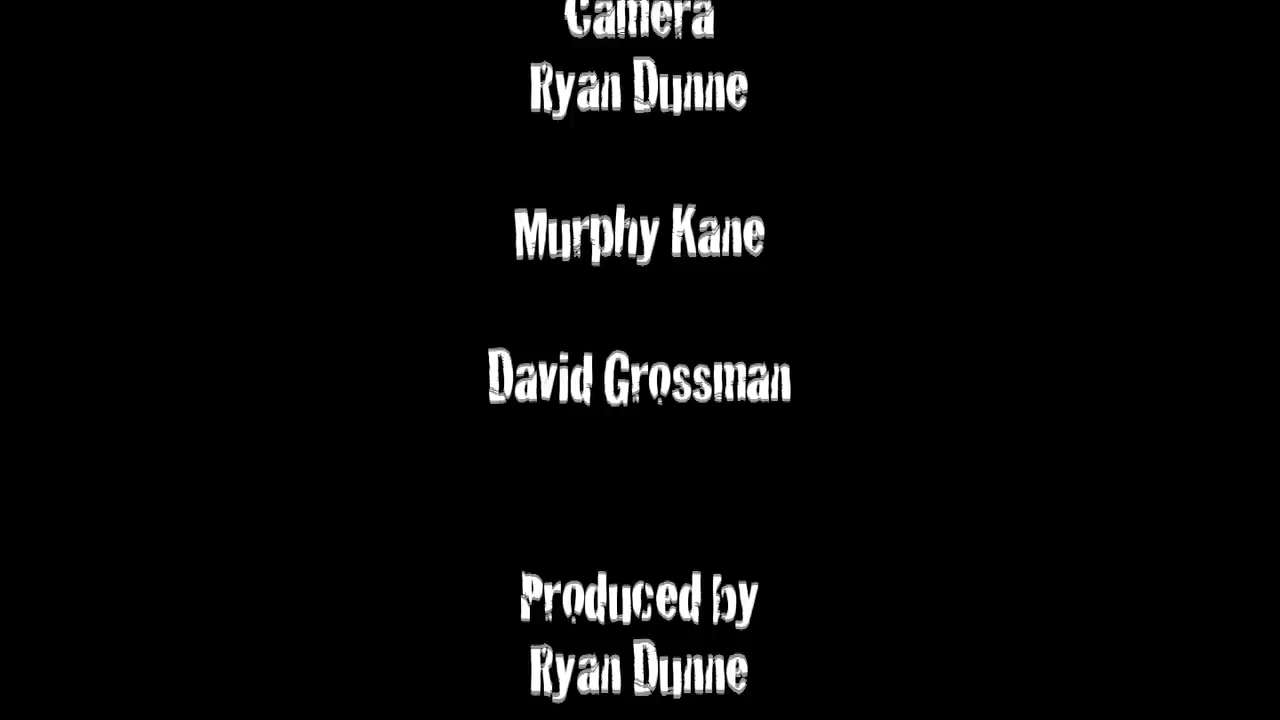 Camera
Ryan Dunne
Murphy Kane
David Grossman
Produced by
Ryan Dunne